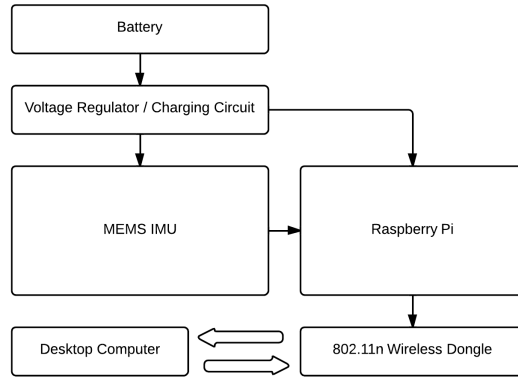 Battery
Voltage Regulator / Charging Circuit
MEMS IMU
Raspberry Pi
Desktop Computer
802.11n Wireless Dongle